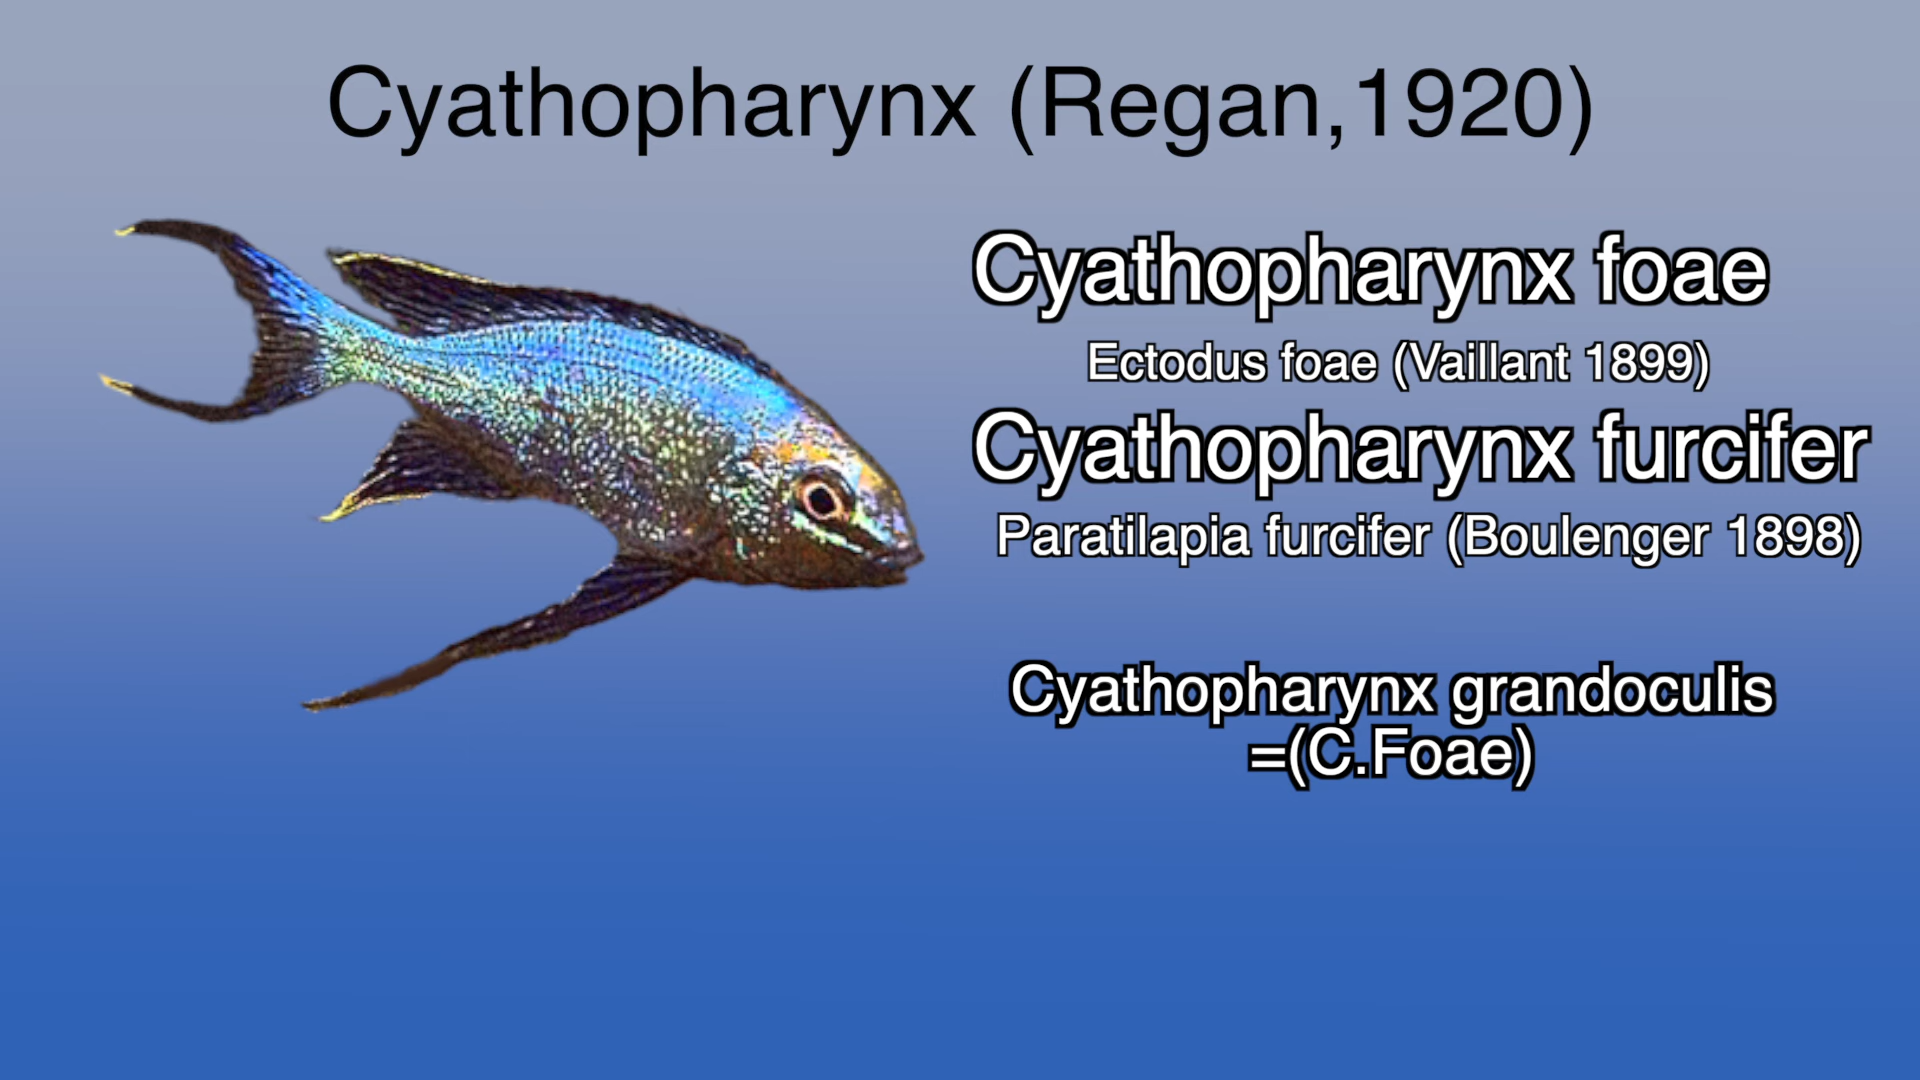 Cyathopharynx (Regan,1920)
Cyathopharynx foae
Ectodus foae (Vaillant 1899)
Cyathopharynx furcifer
Paratilapia furcifer (Boulenger 1898)
Cyathopharynx grandoculis
=(C.Foae)